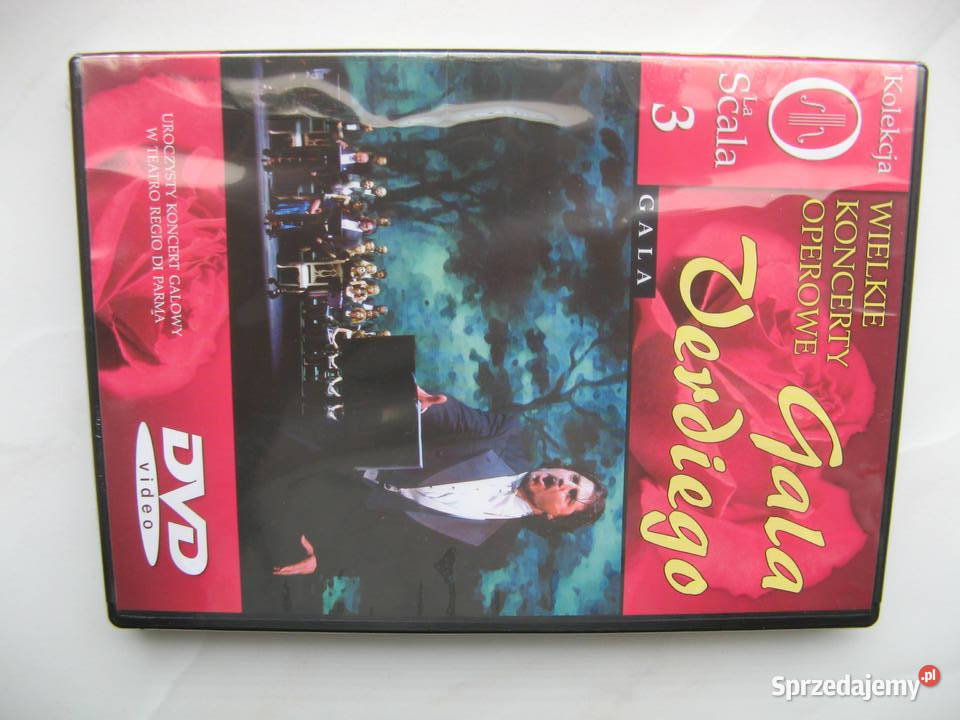 Kolekcja
La
Scala
3
WIELKIE
KONCERTY
OPEROWE
Gala
Verdiego
GALA
UROCZYSTY KONCERT GALOWY
W TEATRO REGIO DI PARMA
DVD
video
Sprzedajemy.pl